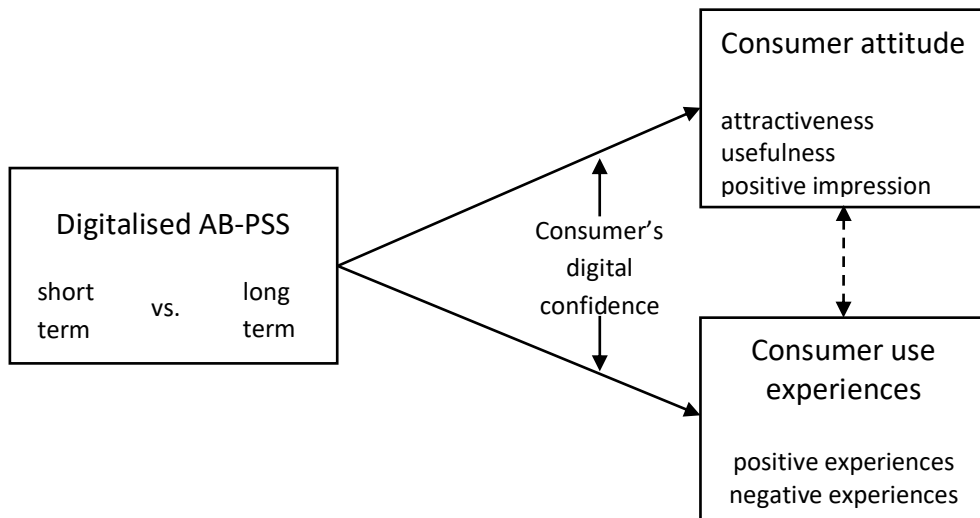 Digitalised AB-PSS
short
term
vs.
long
term
Consumer’s
digital
confidence
Consumer attitude
attractiveness
usefulness
positive impression
Consumer use
experiences
positive experiences
negative experiences